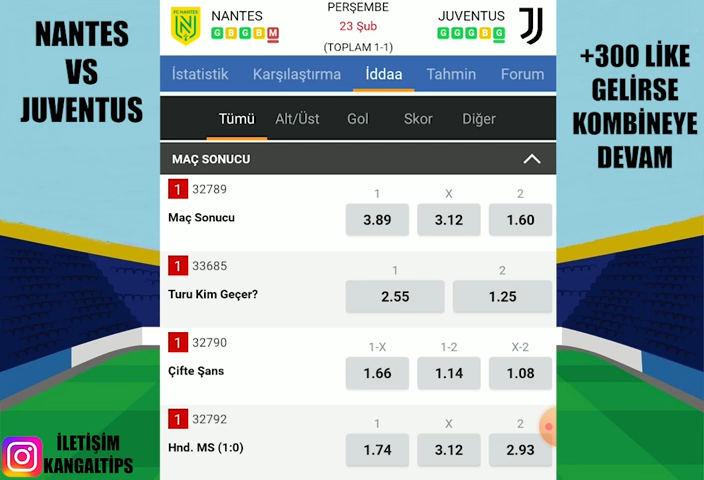 NANTES
VS
JUVENTUS
FC NANTES
N
NANTES
G B G B M
PERŞEMBE
23 Şub
(TOPLAM 1-1)
JUVENTUS
G G G B G
+300 LİKE
GELİRSE
KOMBİNEYE
DEVAM
İstatistik Karşılaştırma İddaa Tahmin Forum
Tümü Alt/Üst Gol Skor Diğer
MAÇ SONUCU
1 32789
1 X 2
Maç Sonucu 3.89 3.12 1.60
1 33685
1 2
Turu Kim Geçer? 2.55 1.25
1 32790
1-X 1-2 X-2
Çifte Şans 1.66 1.14 1.08
1 32792
1 X 2
Hnd. MS (1:0) 1.74 3.12 2.93
İLETİŞİM
KANGALTİPS